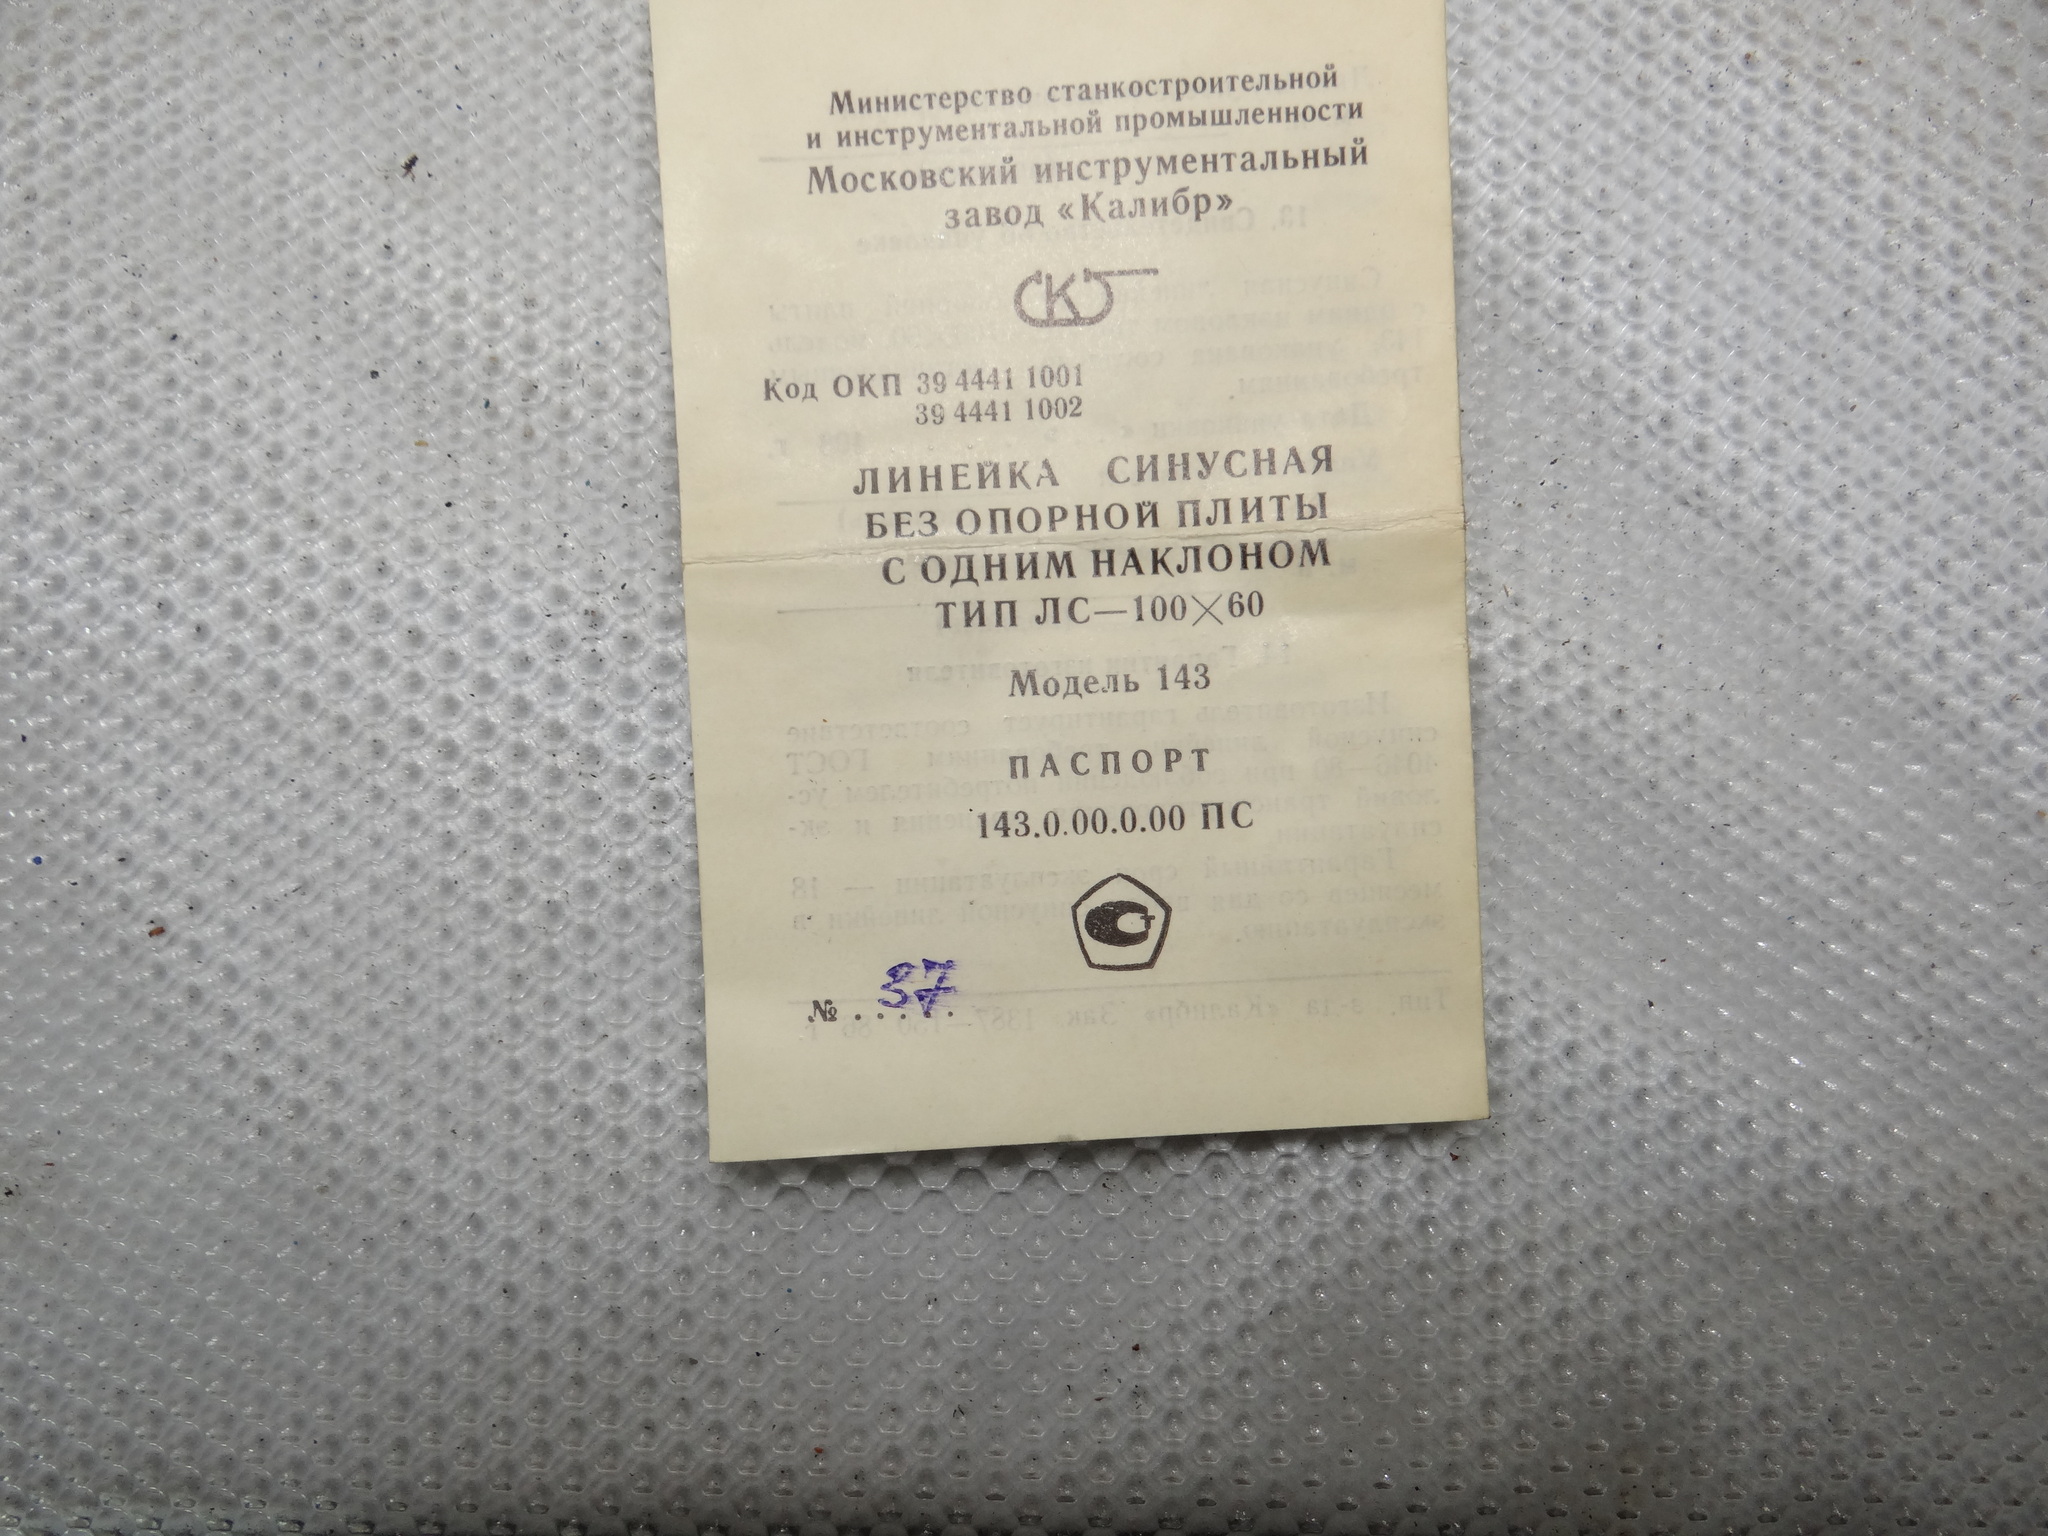 Министерство станкостроительной
и инструментальной промышленности
Московский инструментальный
завод «Калибр»
СК
Код ОКП 39 4441 1001
39 4441 1002
ЛИНЕЙКА СИНУСНАЯ
БЕЗ ОПОРНОЙ ПЛИТЫ
С ОДНИМ НАКЛОНОМ
ТИП ЛС—100×60
Модель 143
ПАСПОРТ
143.0.00.0.00 ПС
№ 37